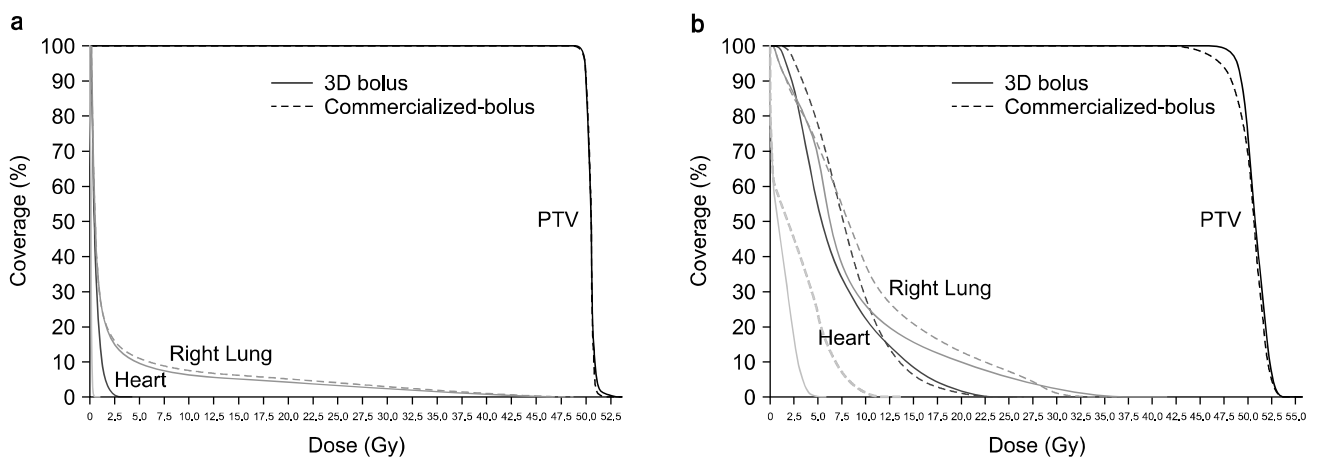 a
100
90
80
70
60
50
40
30
20
10
0
Coverage (%)
3D bolus
Commercialized-bolus
PTV
Right Lung
Heart
0 2,5 5,0 7,5 10,0 12,5 15,0 17,5 20,0 22,5 25,0 27,5 30,0 32,5 35,0 37,5 40,0 42,5 45,0 47,5 50,0 52,5
Dose (Gy)
b
100
90
80
70
60
50
40
30
20
10
0
Coverage (%)
3D bolus
Commercialized-bolus
PTV
Right Lung
Heart
0 2,5 5,0 7,5 10,0 12,5 15,0 17,5 20,0 22,5 25,0 27,5 30,0 32,5 35,0 37,5 40,0 42,5 45,0 47,5 50,0 52,5 55,0
Dose (Gy)